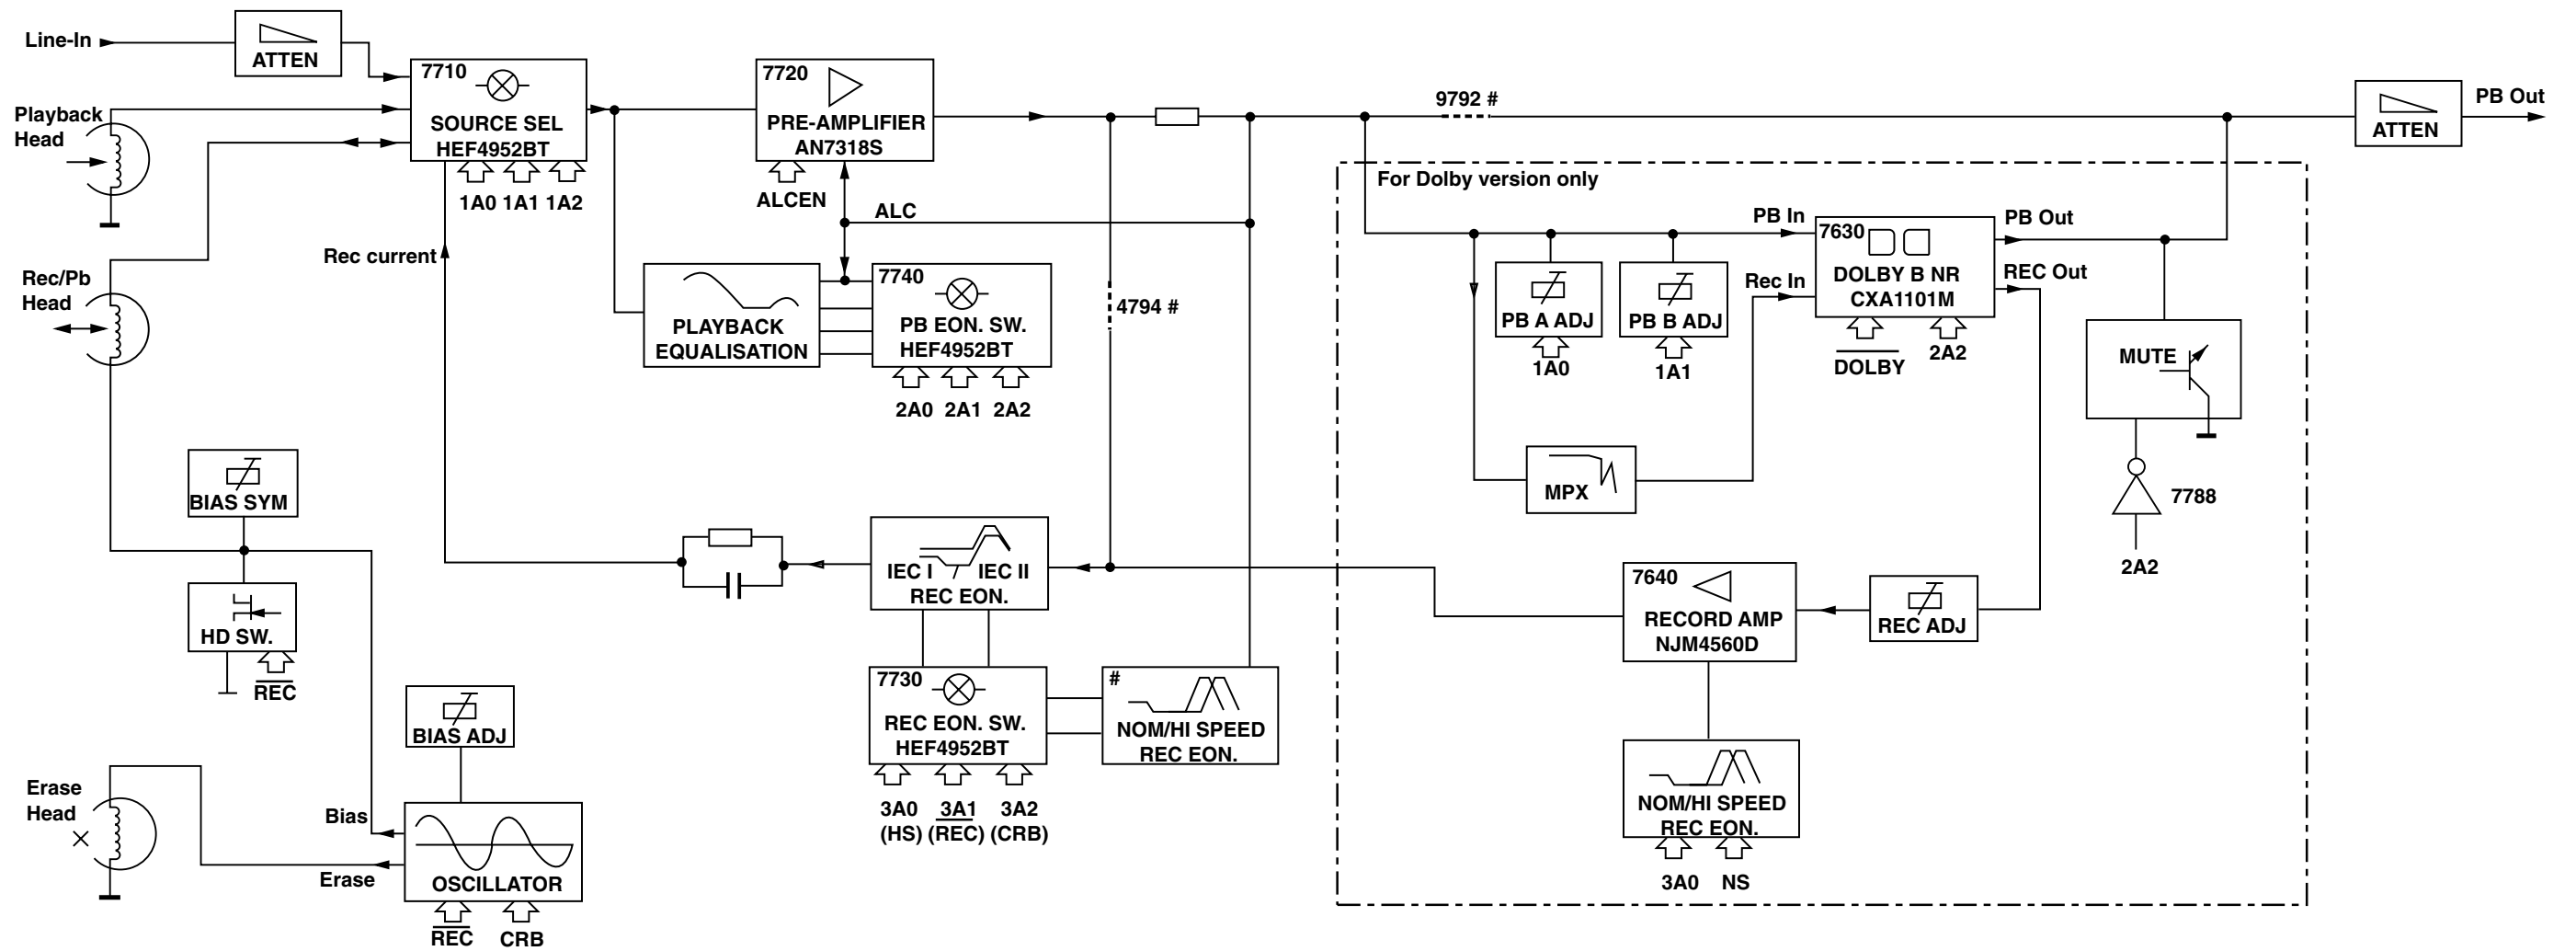 Line-In
ATTEN
Playback
Head
Rec/Pb
Head
7710
SOURCE SEL
HEF4952BT
1A0 1A1 1A2
Rec current
7720
PRE-AMPLIFIER
AN7318S
ALCEN
ALC
PLAYBACK
EQUALISATION
7740
PB EON. SW.
HEF4952BT
2A0 2A1 2A2
4794 #
9792 #
ATTEN
PB Out
For Dolby version only
PB In
Rec In
7630
DOLBY B NR
CXA1101M
PB Out
REC Out
DOLBY
2A2
PB A ADJ
1A0
PB B ADJ
1A1
MPX
MUTE
7788
2A2
7640
RECORD AMP
NJM4560D
REC ADJ
NOM/HI SPEED
REC EON.
3A0 NS
IEC I IEC II
REC EON.
7730
REC EON. SW.
HEF4952BT
3A0 3A1 3A2
(HS) (REC) (CRB)
#
NOM/HI SPEED
REC EON.
BIAS SYM
HD SW.
REC
BIAS ADJ
Erase
Head
Bias
Erase
OSCILLATOR
REC CRB